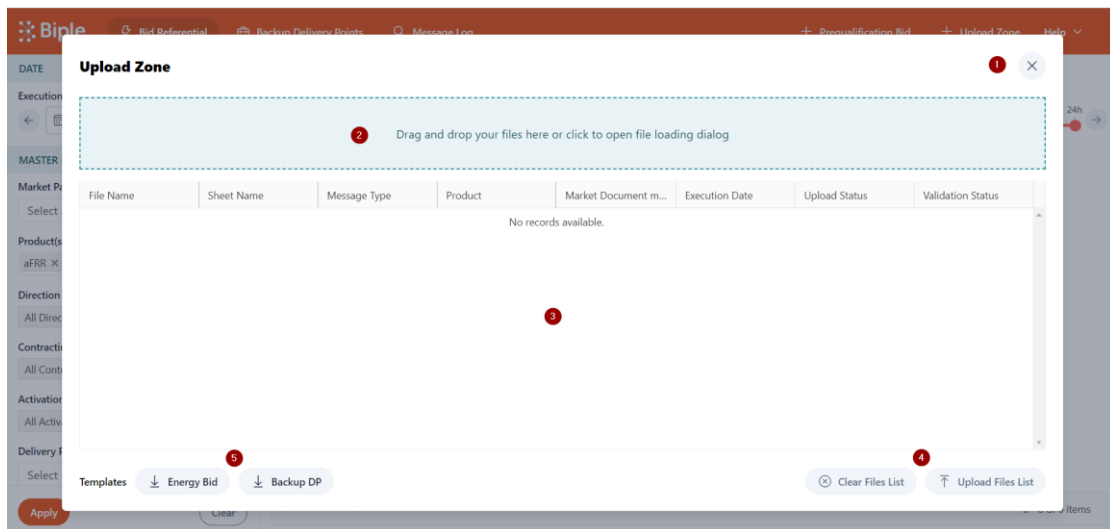 Biple Bid Referential Backup Delivery Points Message Log Prequalification Bid Upload Zone Help
DATE
Execution
24h
MASTER
Market Pa
Select
Product(s
aFRR
Direction
All Direc
Contracti
All Cont
Activation
All Activ
Delivery P
Select
Apply
Clear
items
Upload Zone
1
2 Drag and drop your files here or click to open file loading dialog
File Name Sheet Name Message Type Product Market Document m... Execution Date Upload Status Validation Status
No records available.
3
5
4
Templates Energy Bid Backup DP Clear Files List Upload Files List